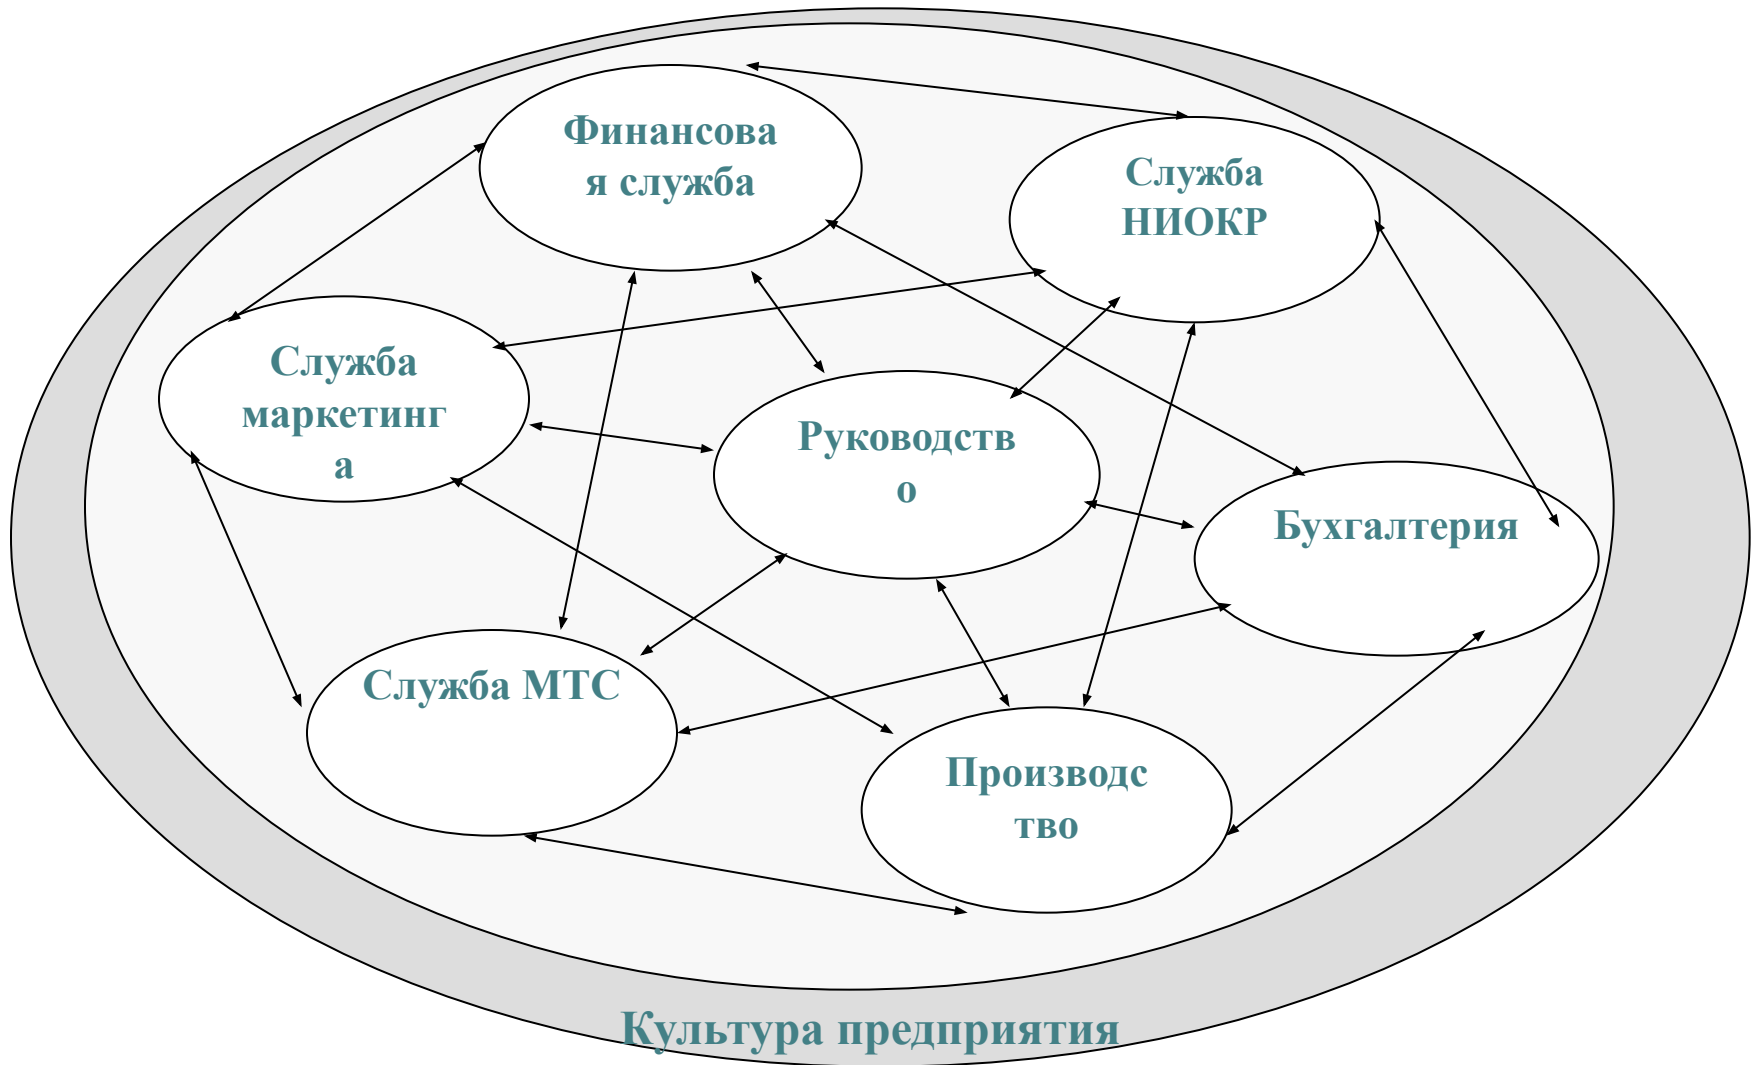 Финансова
я служба
Служба
НИОКР
Служба
маркетинг
а
Руководств
о
Бухгалтерия
Служба МТС
Производс
тво
Культура предприятия